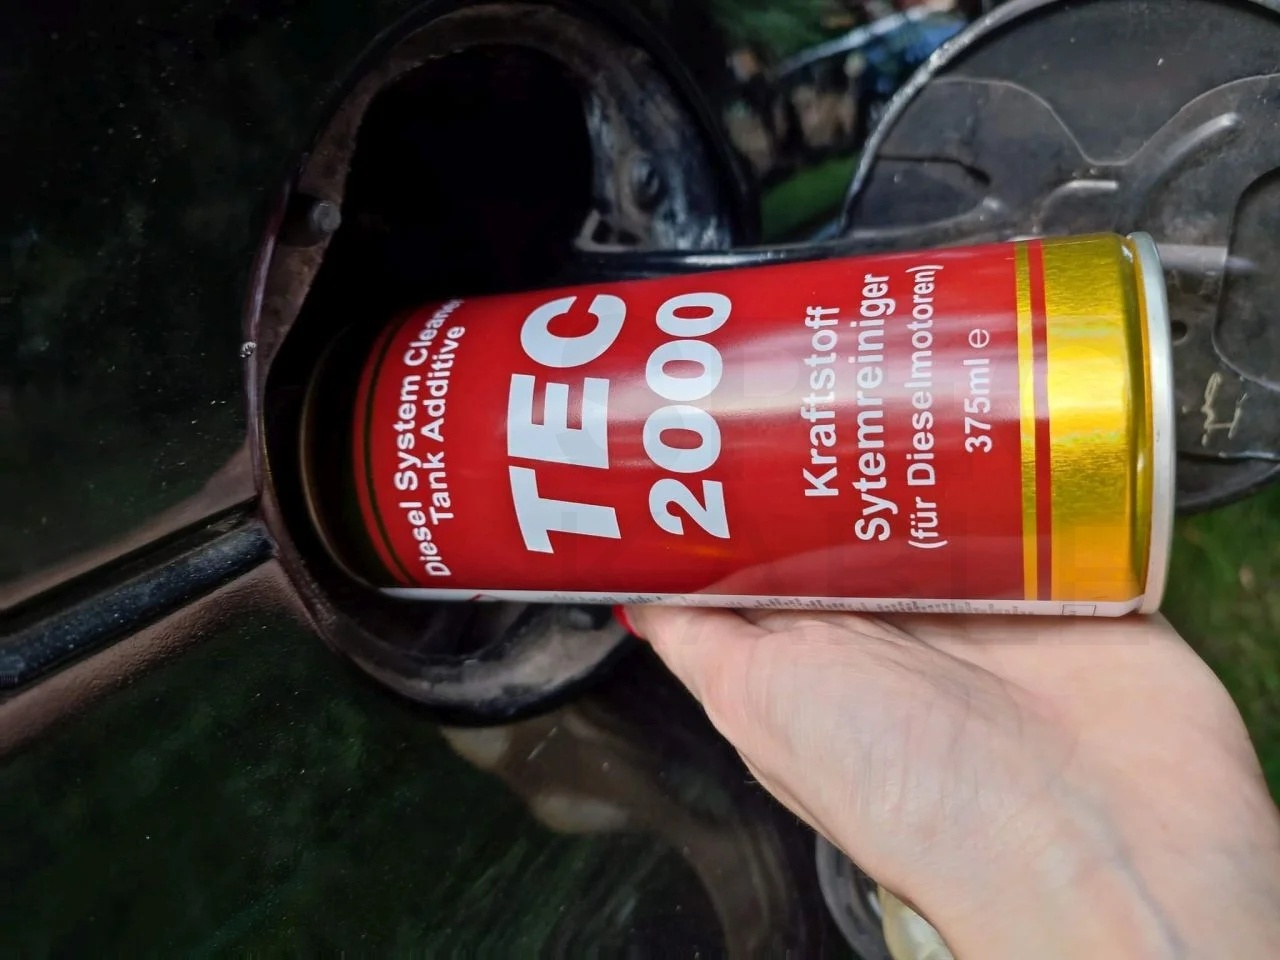 Diesel System Cleaner
Tank Additive
TEC
2000
Kraftstoff
Sytemreiniger
(für Dieselmotoren)
375ml ℮